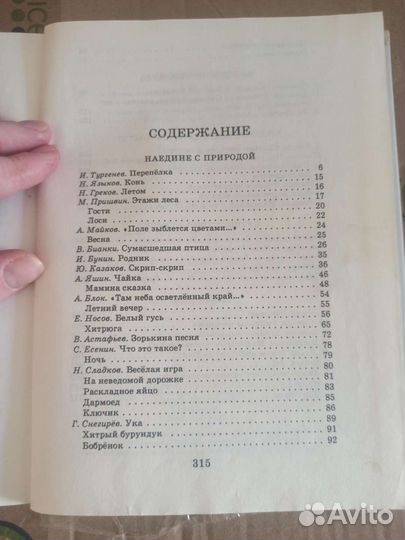 СОДЕРЖАНИЕ
НАЕДИНЕ С ПРИРОДОЙ
И. Тургенев. Перепёлка 6
Н. Языков. Конь 15
Н. Греков. Летом 16
М. Пришвин. Этажи леса 17
Гости 20
Лоси 22
А. Майков. «Поле зыблется цветами...» 24
Весна 25
В. Бианки. Сумасшедшая птица 26
И. Бунин. Родник 35
Ю. Казаков. Скрип-скрип 36
А. Яшин. Чайка 46
Мамина сказка 48
А. Блок. «Там неба осветлённый край...» 54
Летний вечер 55
Е. Носов. Белый гусь 56
Хитрюга 65
В. Астафьев. Зорькина песня 72
С. Есенин. Что это такое? 78
Ночь 79
Н. Сладков. Весёлая игра 80
На неведомой дорожке 81
Раскладное яйцо 83
Дармоед 85
Ключик 86
Г. Снегирёв. Ука 89
Хитрый бурундук 91
Бобрёнок 92
315
Avito